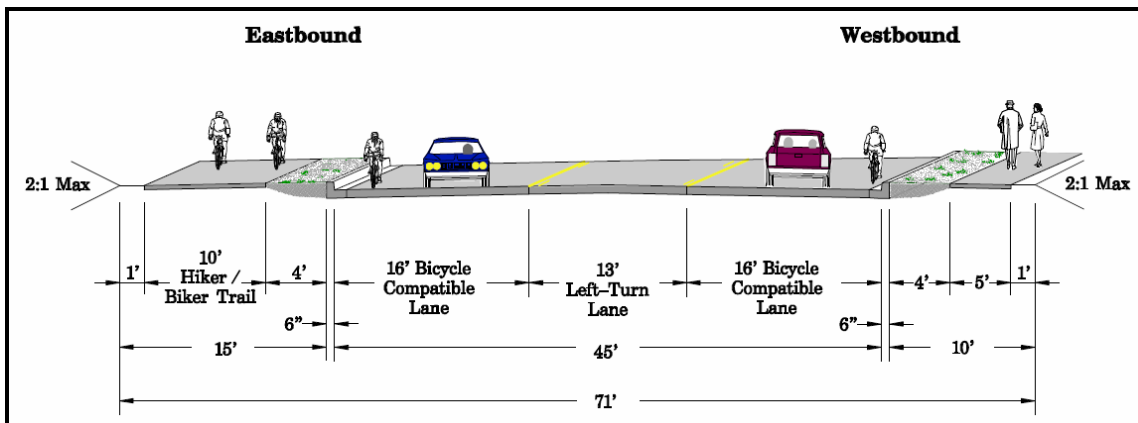 Eastbound
Westbound
2:1 Max
2:1 Max
1’
10’
Hiker /
Biker Trail
4’
16’ Bicycle
Compatible
Lane
13’
Left–Turn
Lane
16’ Bicycle
Compatible
Lane
4’
5’
1’
6”
6”
15’
45’
10’
71’